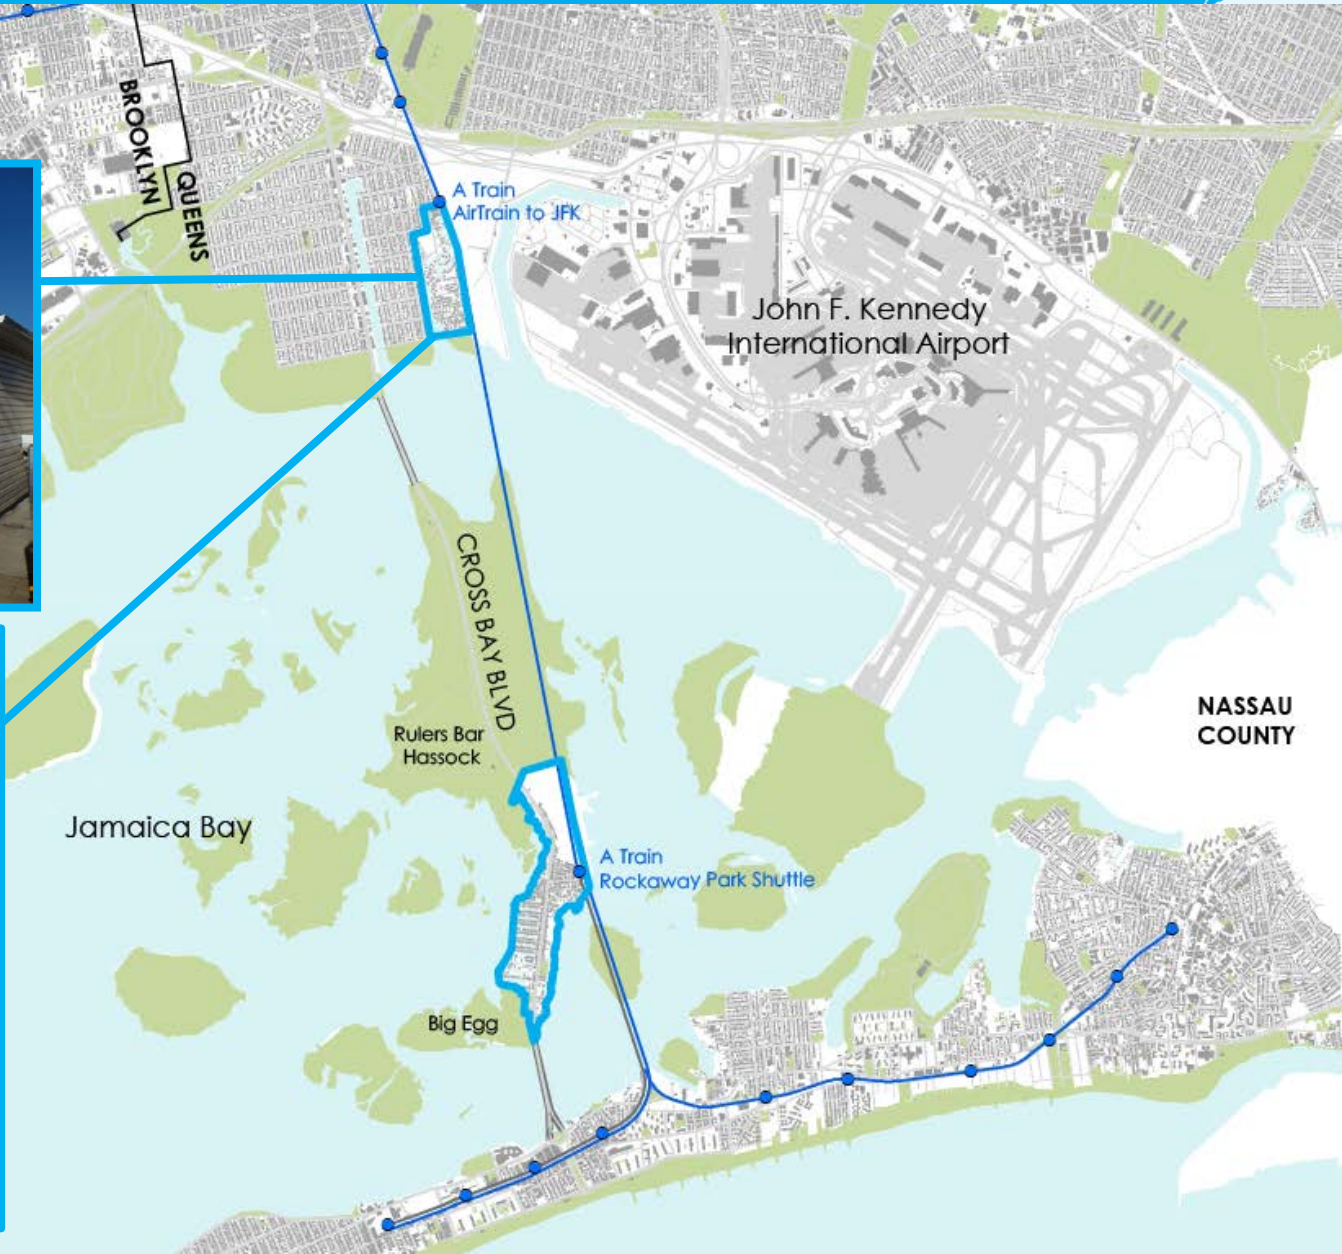 BROOKLYN
QUEENS
A Train
AirTrain to JFK
John F. Kennedy
International Airport
CROSS BAY BLVD
NASSAU
COUNTY
Rulers Bar
Hassock
Jamaica Bay
A Train
Rockaway Park Shuttle
Big Egg